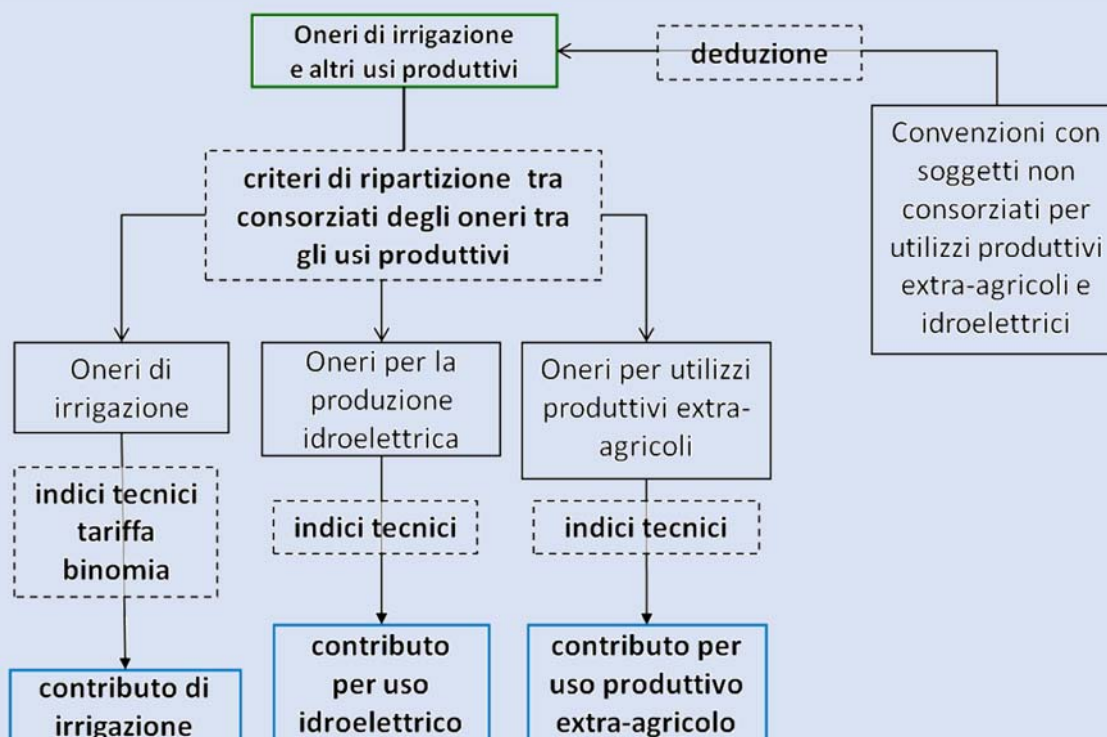 Oneri di irrigazione
e altri usi produttivi
deduzione
Convenzioni con
soggetti non
consorziati per
utilizzi produttivi
extra-agricoli e
idroelettrici
criteri di ripartizione tra
consorziati degli oneri tra
gli usi produttivi
Oneri di
irrigazione
Oneri per la
produzione
idroelettrica
Oneri per utilizzi
produttivi extra-
agricoli
indici tecnici
tariffa
binomia
indici tecnici
indici tecnici
contributo di
irrigazione
contributo
per uso
idroelettrico
contributo per
uso produttivo
extra-agricolo